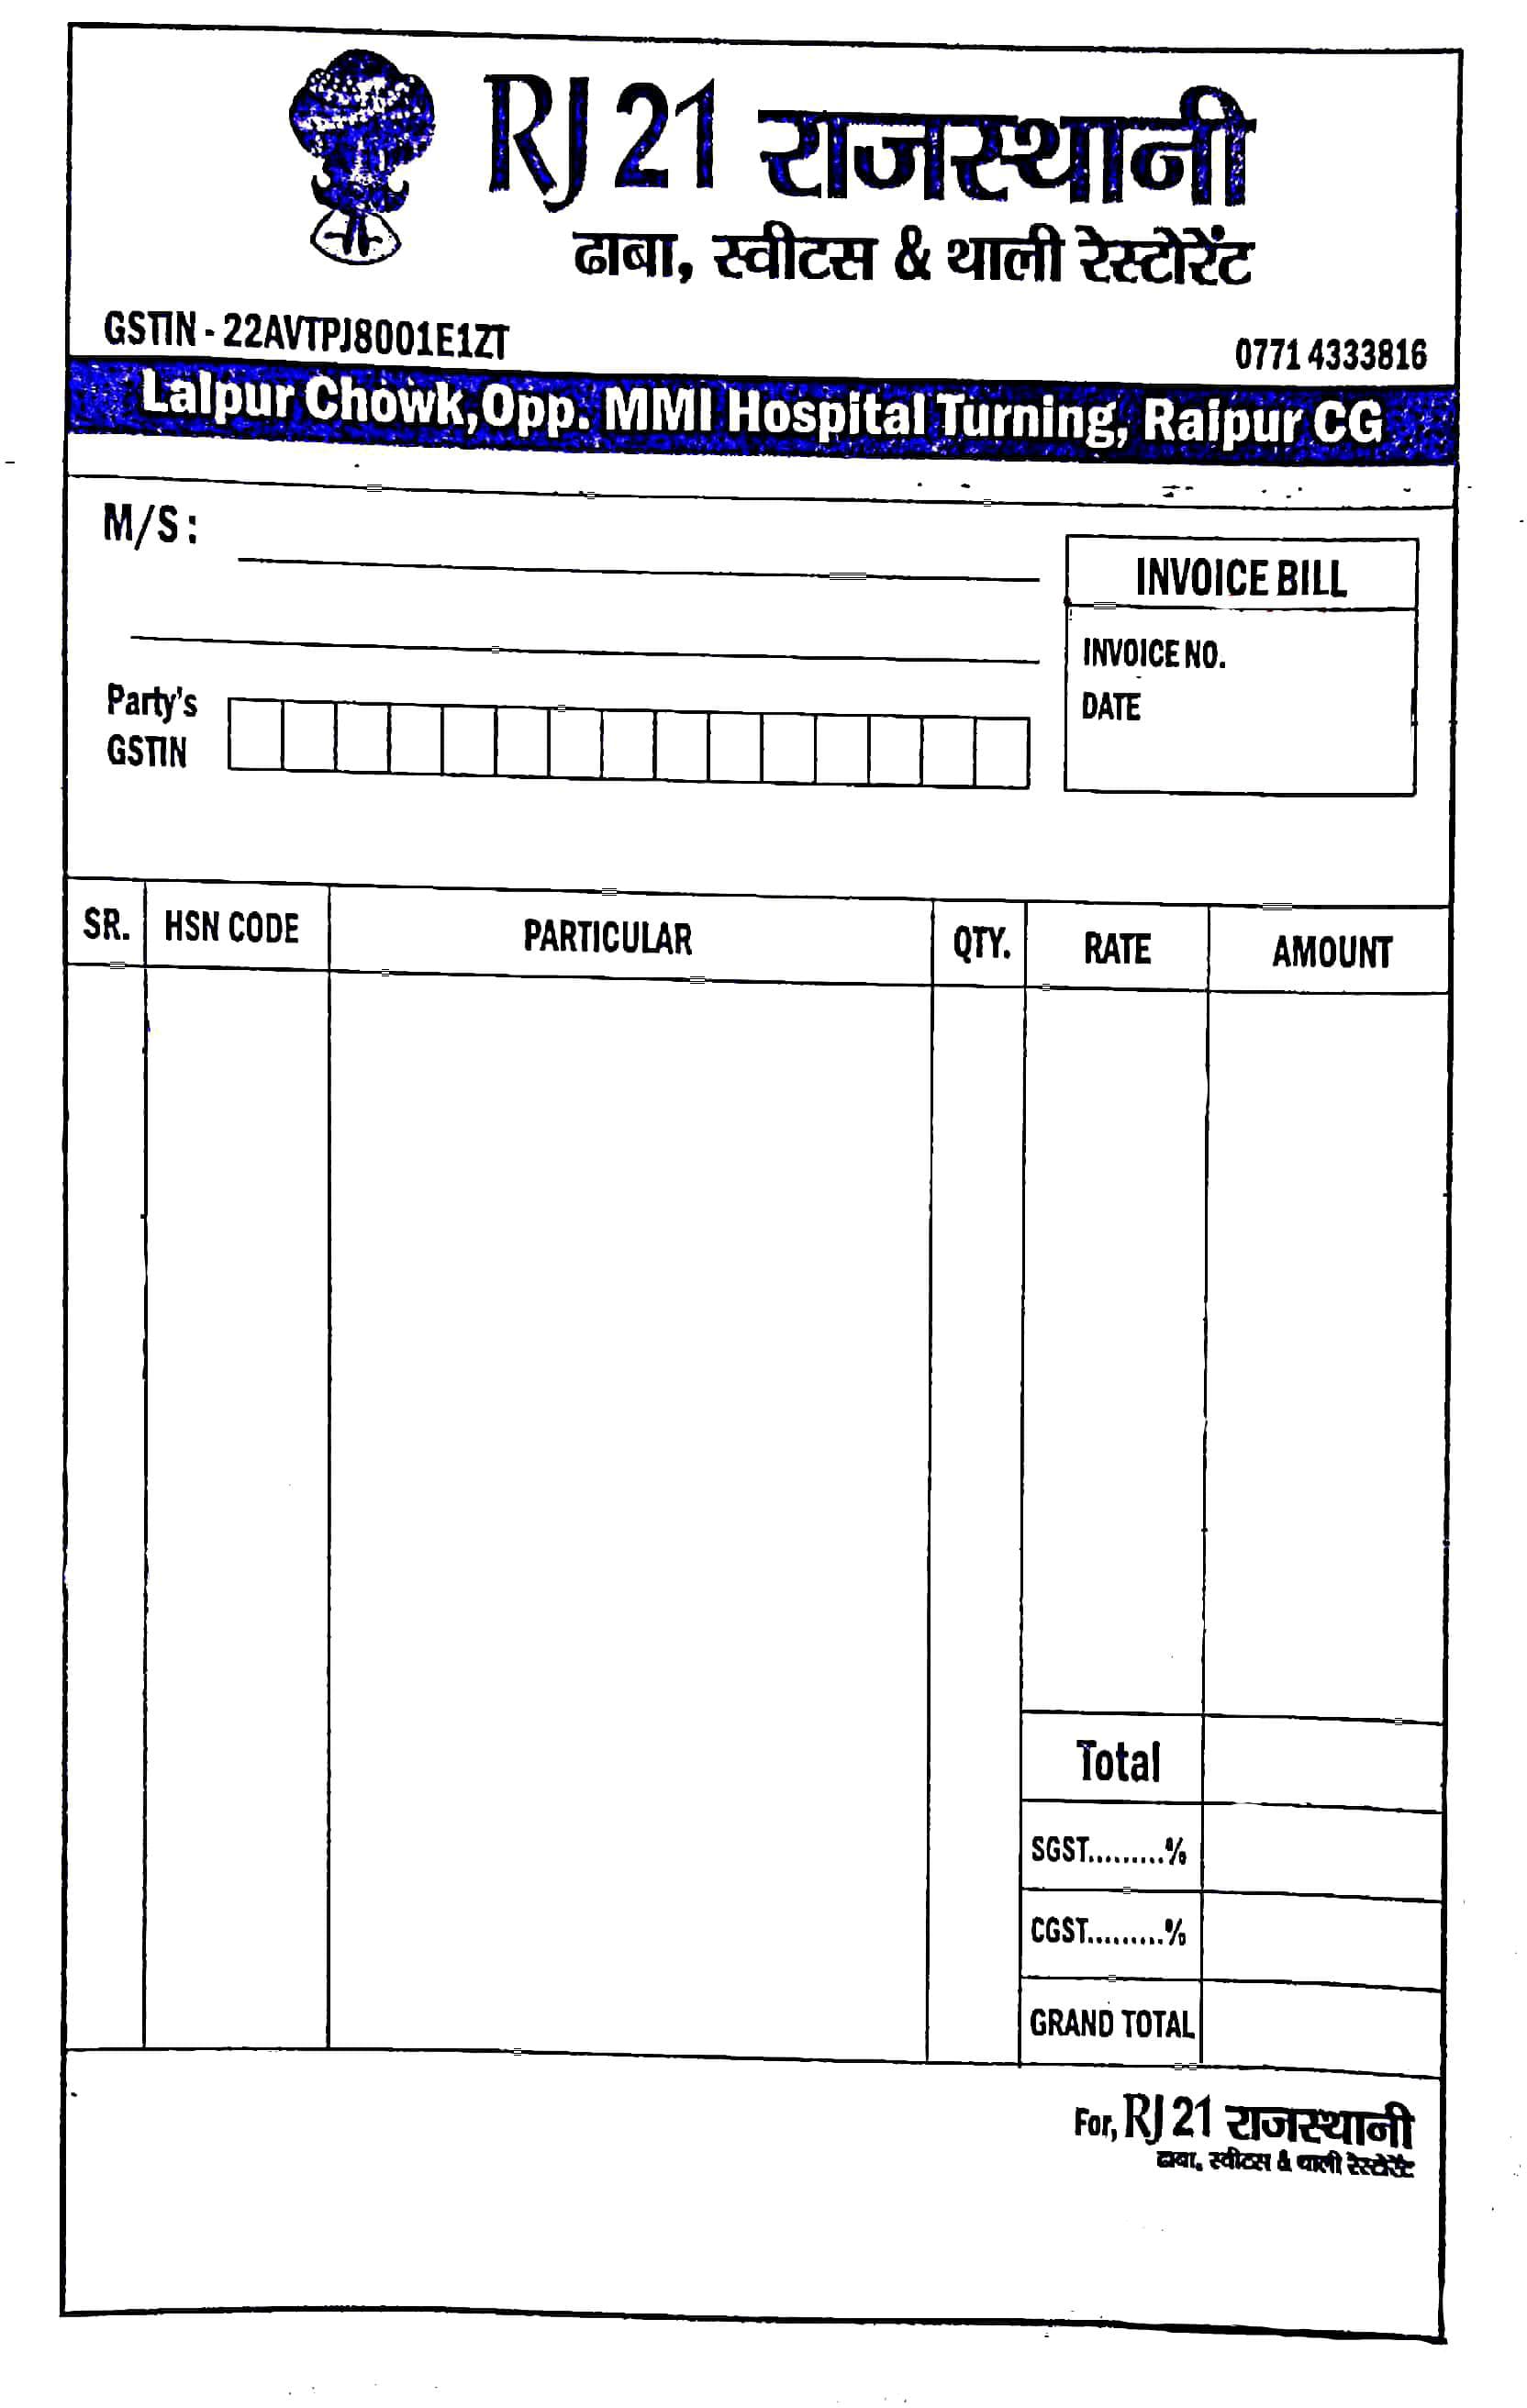 RJ 21 राजस्थानी
ढाबा, स्वीटस & थाली रेस्टोरेंट
GSTIN - 22AVTPJ8001E1ZT
0771 4333816
Lalpur Chowk,Opp. MMI Hospital Turning, Raipur CG
M/S :
INVOICE BILL
INVOICE NO.
DATE
Party's
GSTIN
SR. HSN CODE PARTICULAR QTY. RATE AMOUNT
Total
SGST.........%
CGST.........%
GRAND TOTAL
For, RJ 21 राजस्थानी
ढाबा, स्वीटस & थाली रेस्टोरेंट